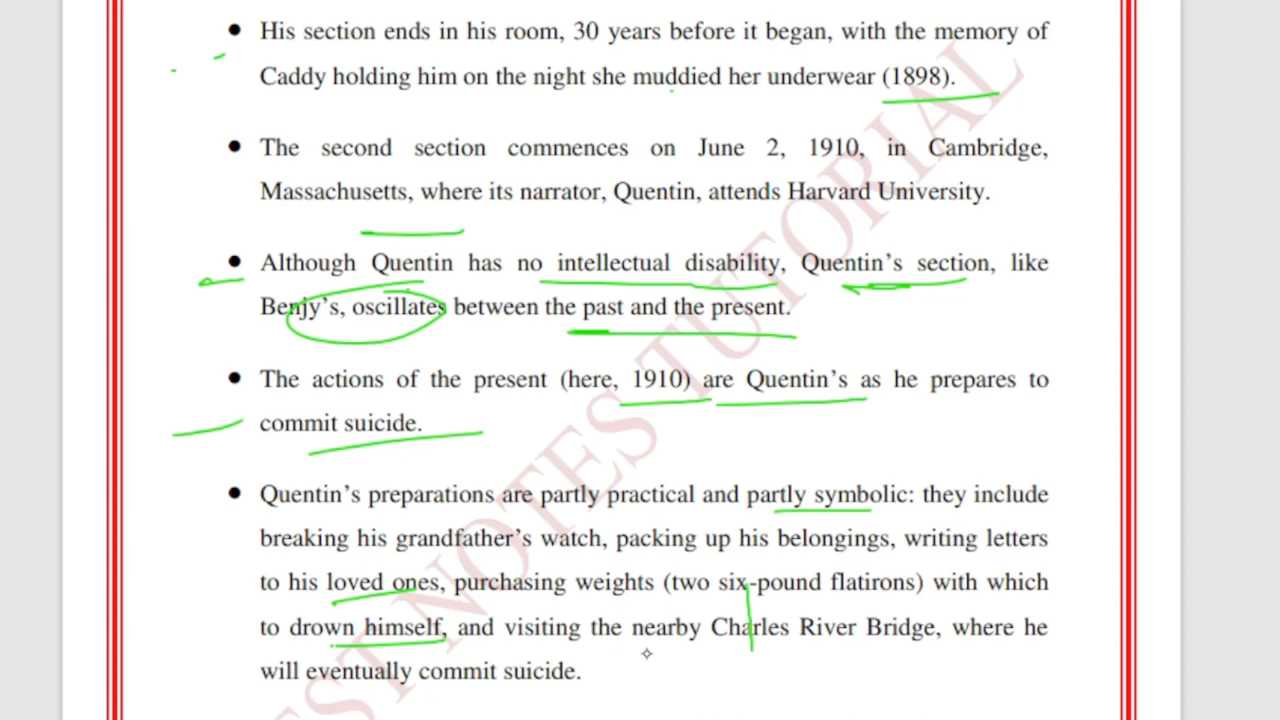 ● His section ends in his room, 30 years before it began, with the memory of
Caddy holding him on the night she muddied her underwear (1898).
● The second section commences on June 2, 1910, in Cambridge,
Massachusetts, where its narrator, Quentin, attends Harvard University.
● Although Quentin has no intellectual disability, Quentin’s section, like
Benjy’s, oscillates between the past and the present.
● The actions of the present (here, 1910) are Quentin’s as he prepares to
commit suicide.
● Quentin’s preparations are partly practical and partly symbolic: they include
breaking his grandfather’s watch, packing up his belongings, writing letters
to his loved ones, purchasing weights (two six-pound flatirons) with which
to drown himself, and visiting the nearby Charles River Bridge, where he
will eventually commit suicide.
EST NOTES TUTORIAL